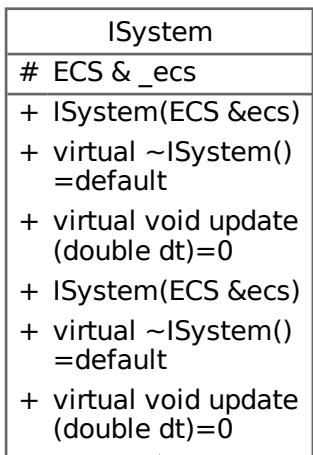 ISystem
# ECS & _ecs
+ ISystem(ECS &ecs)
+ virtual ~ISystem()
=default
+ virtual void update
(double dt)=0
+ ISystem(ECS &ecs)
+ virtual ~ISystem()
=default
+ virtual void update
(double dt)=0